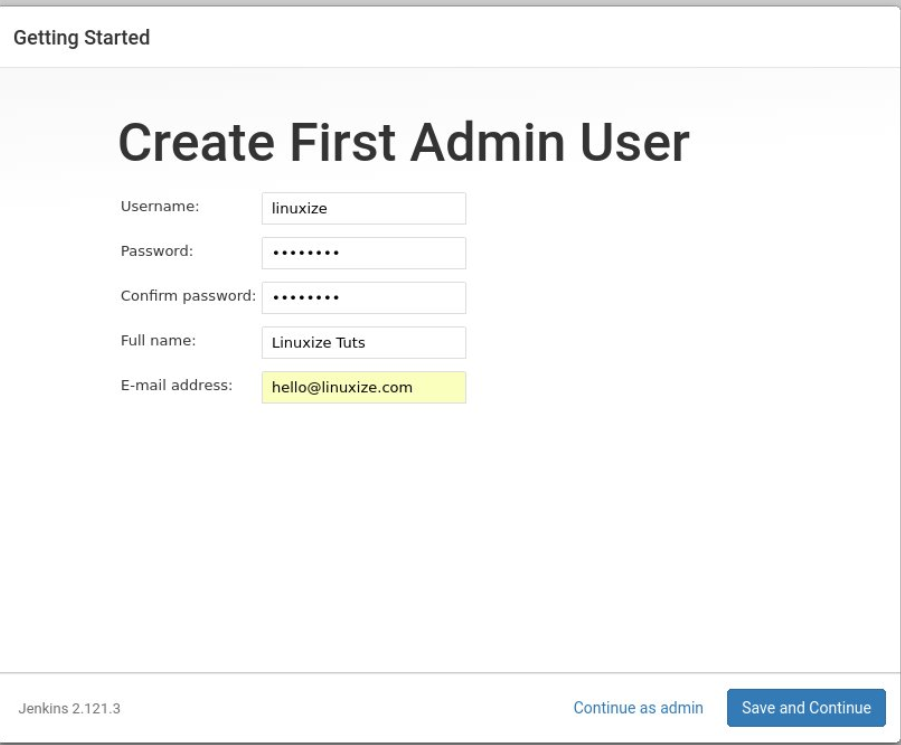 Getting Started
Create First Admin User
Username: linuxize
Password: ••••••••
Confirm password: ••••••••
Full name: Linuxize Tuts
E-mail address: hello@linuxize.com
Jenkins 2.121.3 Continue as admin Save and Continue